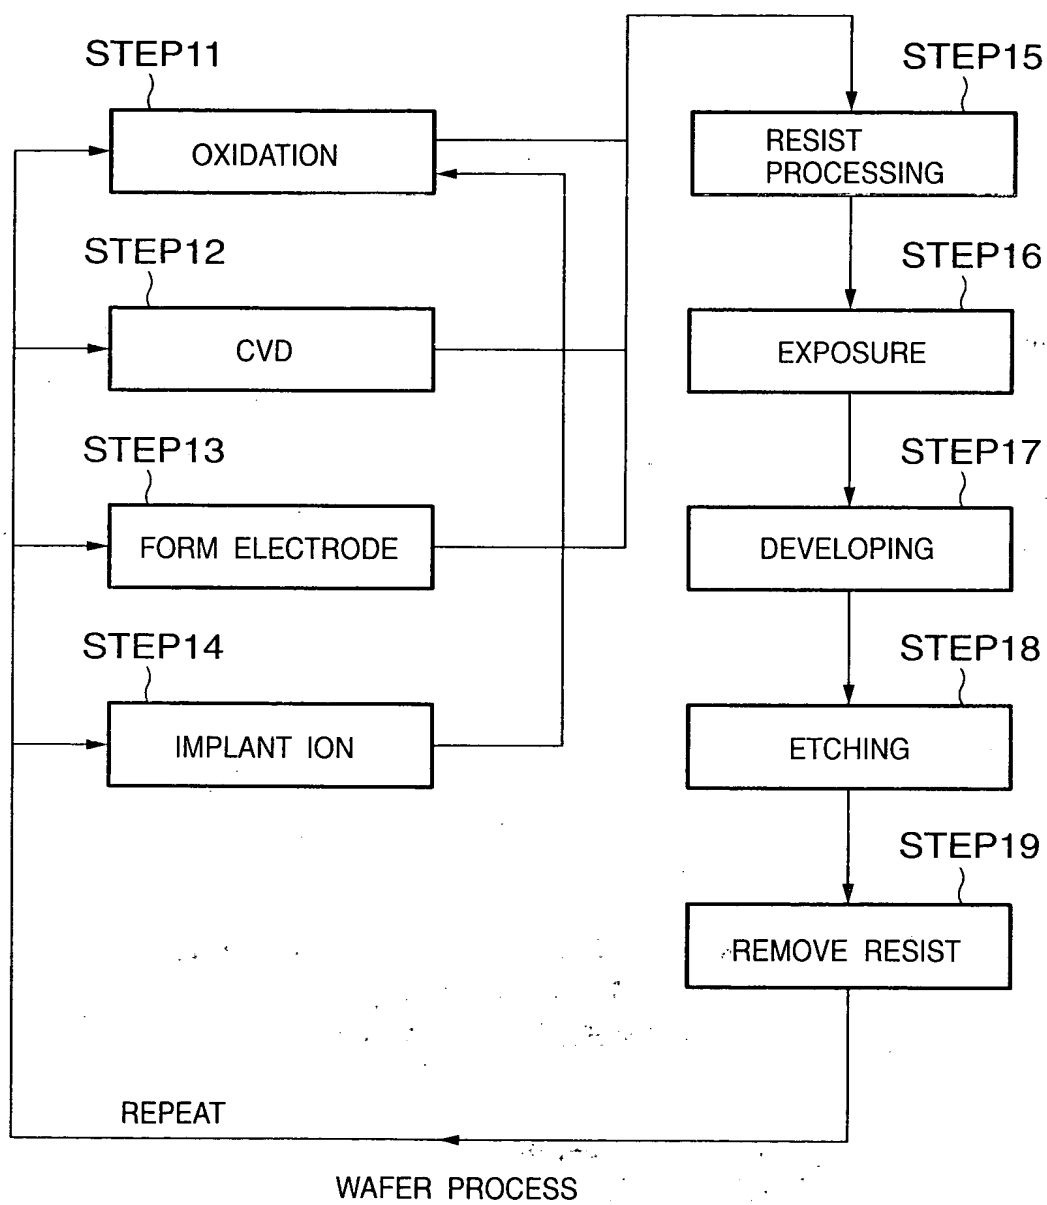 STEP11
OXIDATION
STEP12
CVD
STEP13
FORM ELECTRODE
STEP14
IMPLANT ION
STEP15
RESIST
PROCESSING
STEP16
EXPOSURE
STEP17
DEVELOPING
STEP18
ETCHING
STEP19
REMOVE RESIST
REPEAT
WAFER PROCESS